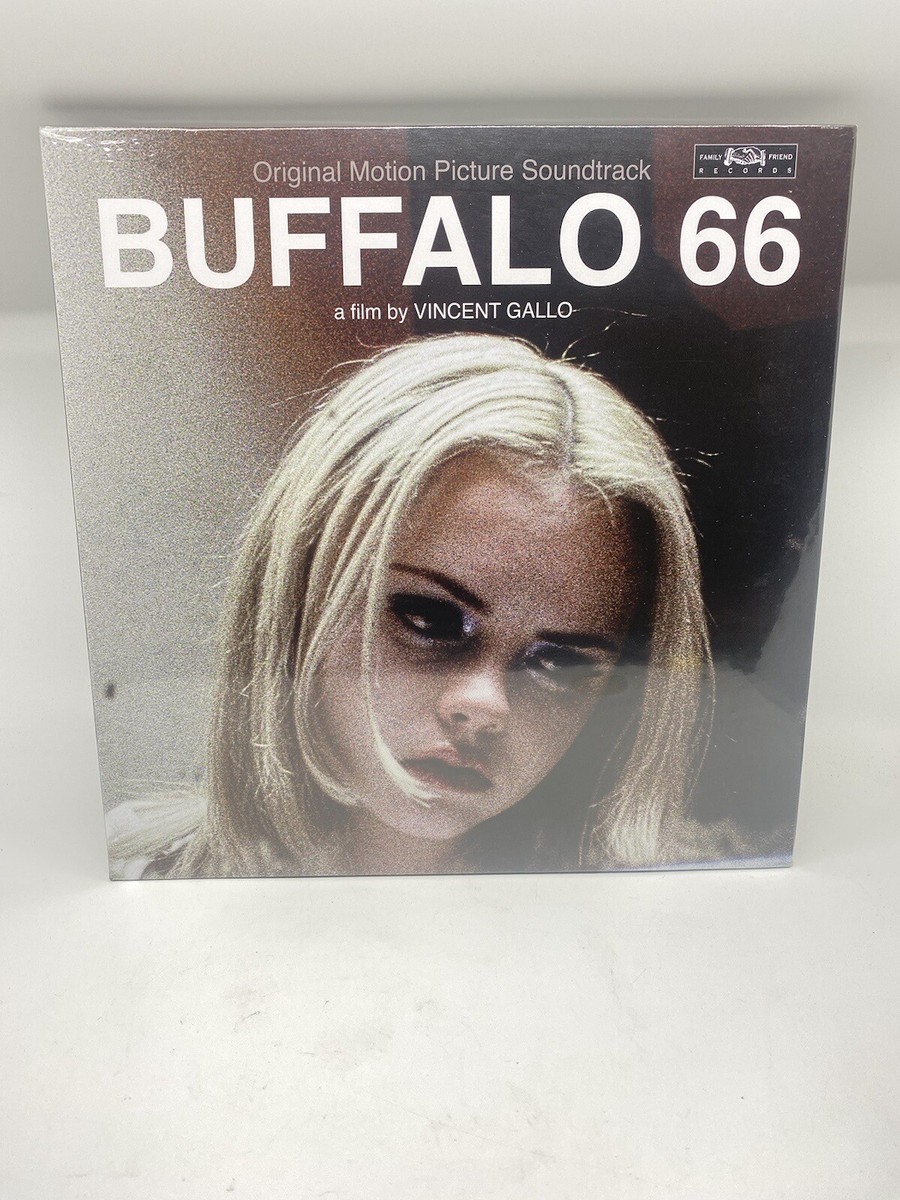 Original Motion Picture Soundtrack
FAMILY FRIEND
RECORDS
BUFFALO 66
a film by VINCENT GALLO